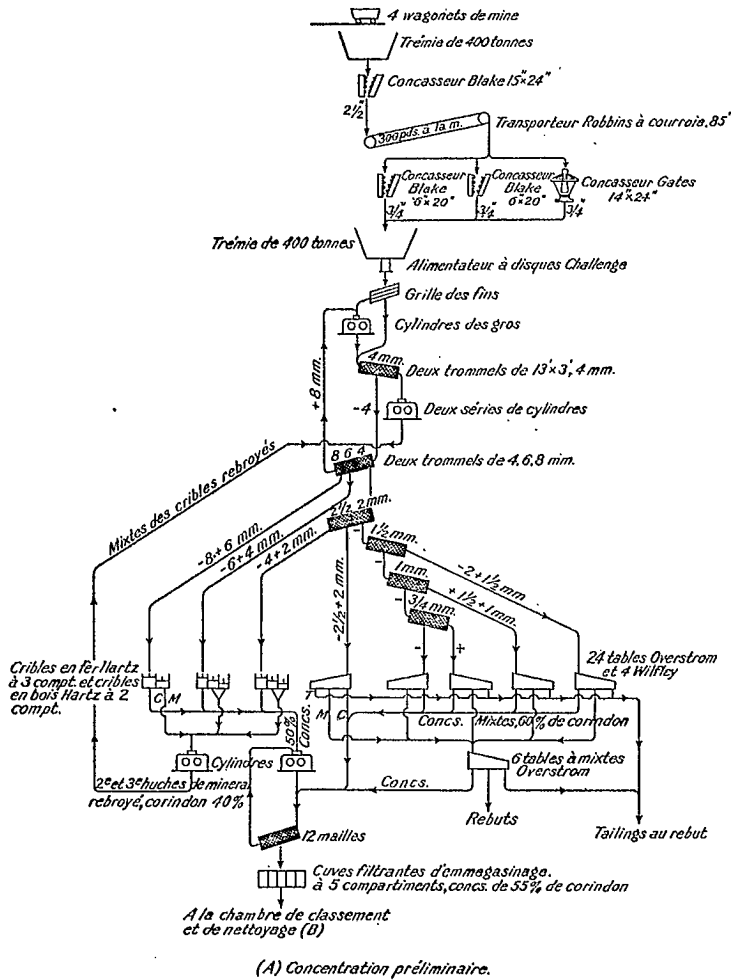 4 wagonets de mine
Trémie de 400 tonnes
Concasseur Blake 15"×24"
2½"
Transporteur Robbins à courroie, 85'
300 pds. à la m.
Concasseur
Blake
6"×20"
Concasseur
Blake
6"×20"
Concasseur Gates
14"×24"
3/4"
3/4"
3/4"
Trémie de 400 tonnes
Alimentateur à disques Challenge
Grille des fins
Cylindres des gros
4 mm.
Deux trommels de 13'×3', 4 mm.
+8 mm.
-4
Deux séries de cylindres
8 6 4
Deux trommels de 4, 6, 8 mm.
Mixtes des cribles rebroyés
-8+6 mm.
-6+4 mm.
-4+2 mm.
2½ 2 mm.
-2½+2 mm.
-
1½ mm.
-
1 mm.
-
3/4 mm.
-2+1½ mm
+1½+1 mm.
-
+
Cribles en fer Hartz
à 3 compt. et cribles
en bois Hartz à 2
compt.
C M
24 tables Overstrom
et 4 Wilfley
T
M C
Concs. Mixtes, 60% de corindon
50%
Concs.
Cylindres
2e et 3e huches de minerai
rebroyé, corindon 40%
6 tables à mixtes
Overstrom
Concs.
Rebuts
Tailings au rebut
12 mailles
Cuves filtrantes d'emmagasinage.
à 5 compartiments, concs. de 55% de corindon
A la chambre de classement
et de nettoyage (B)
(A) Concentration préliminaire.